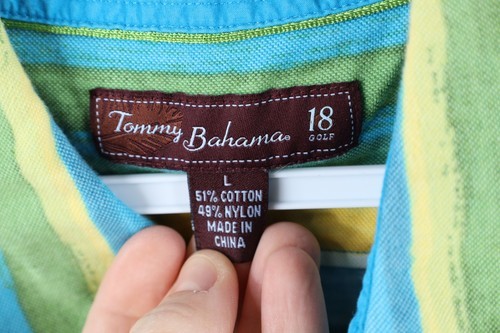 Tommy Bahama® 18
GOLF
L
51% COTTON
49% NYLON
MADE IN
CHINA